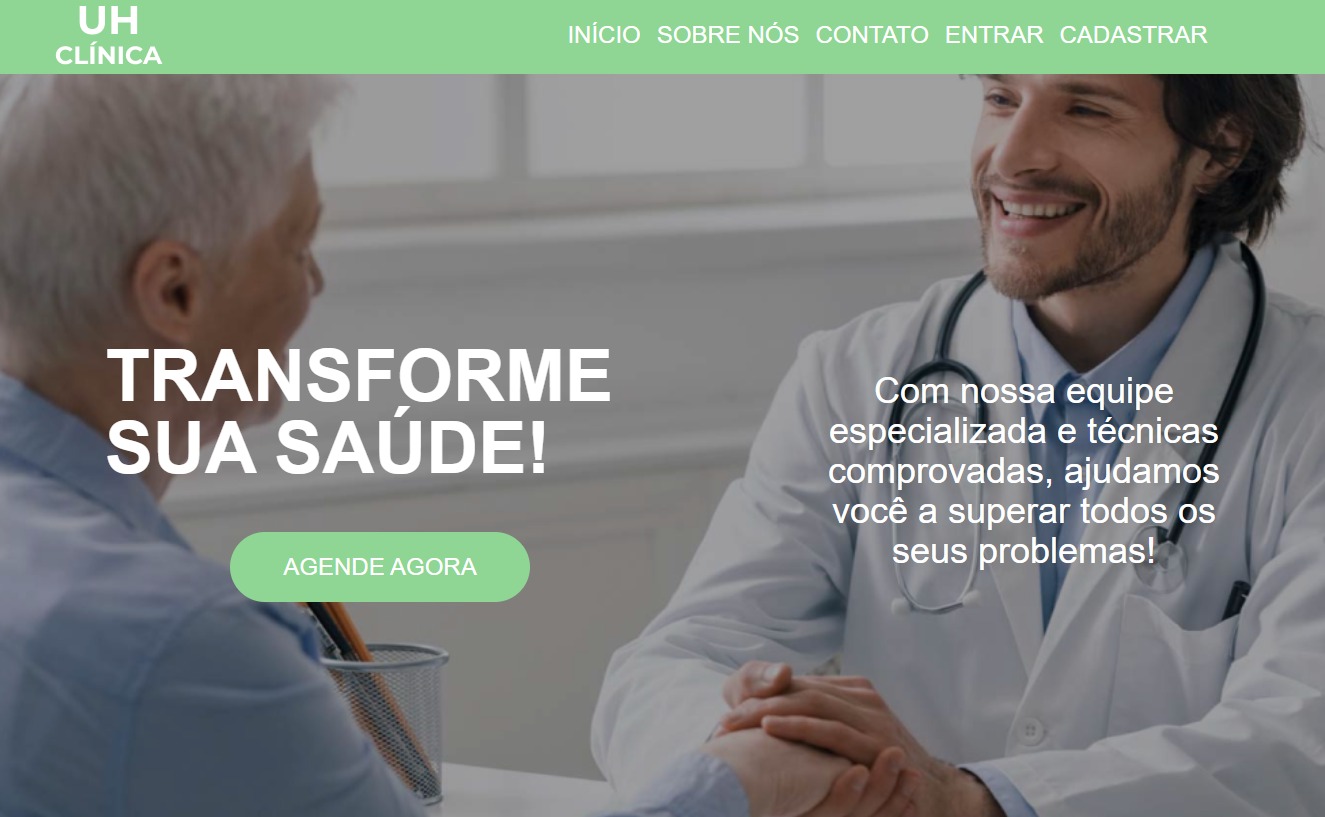 UH
CLÍNICA
INÍCIO SOBRE NÓS CONTATO ENTRAR CADASTRAR
TRANSFORME
SUA SAÚDE!
AGENDE AGORA
Com nossa equipe
especializada e técnicas
comprovadas, ajudamos
você a superar todos os
seus problemas!